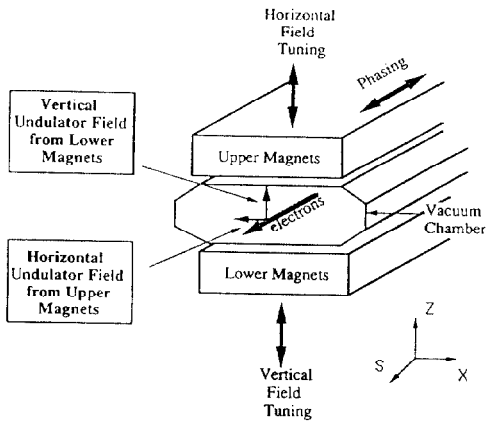 Horizontal
Field
Tuning
Phasing
Vertical
Undulator Field
from Lower
Magnets
Upper Magnets
electrons
Vacuum
Chamber
Horizontal
Undulator Field
from Upper
Magnets
Lower Magnets
Vertical
Field
Tuning
Z
S
X